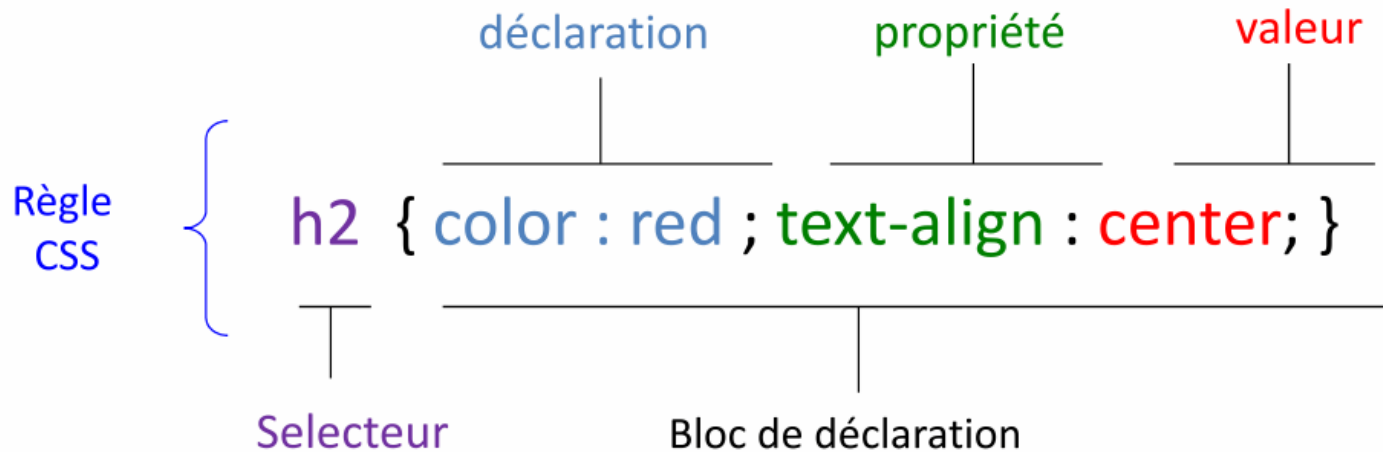 déclaration propriété valeur
Règle
CSS
h2 { color : red ; text-align : center; }
Selecteur Bloc de déclaration